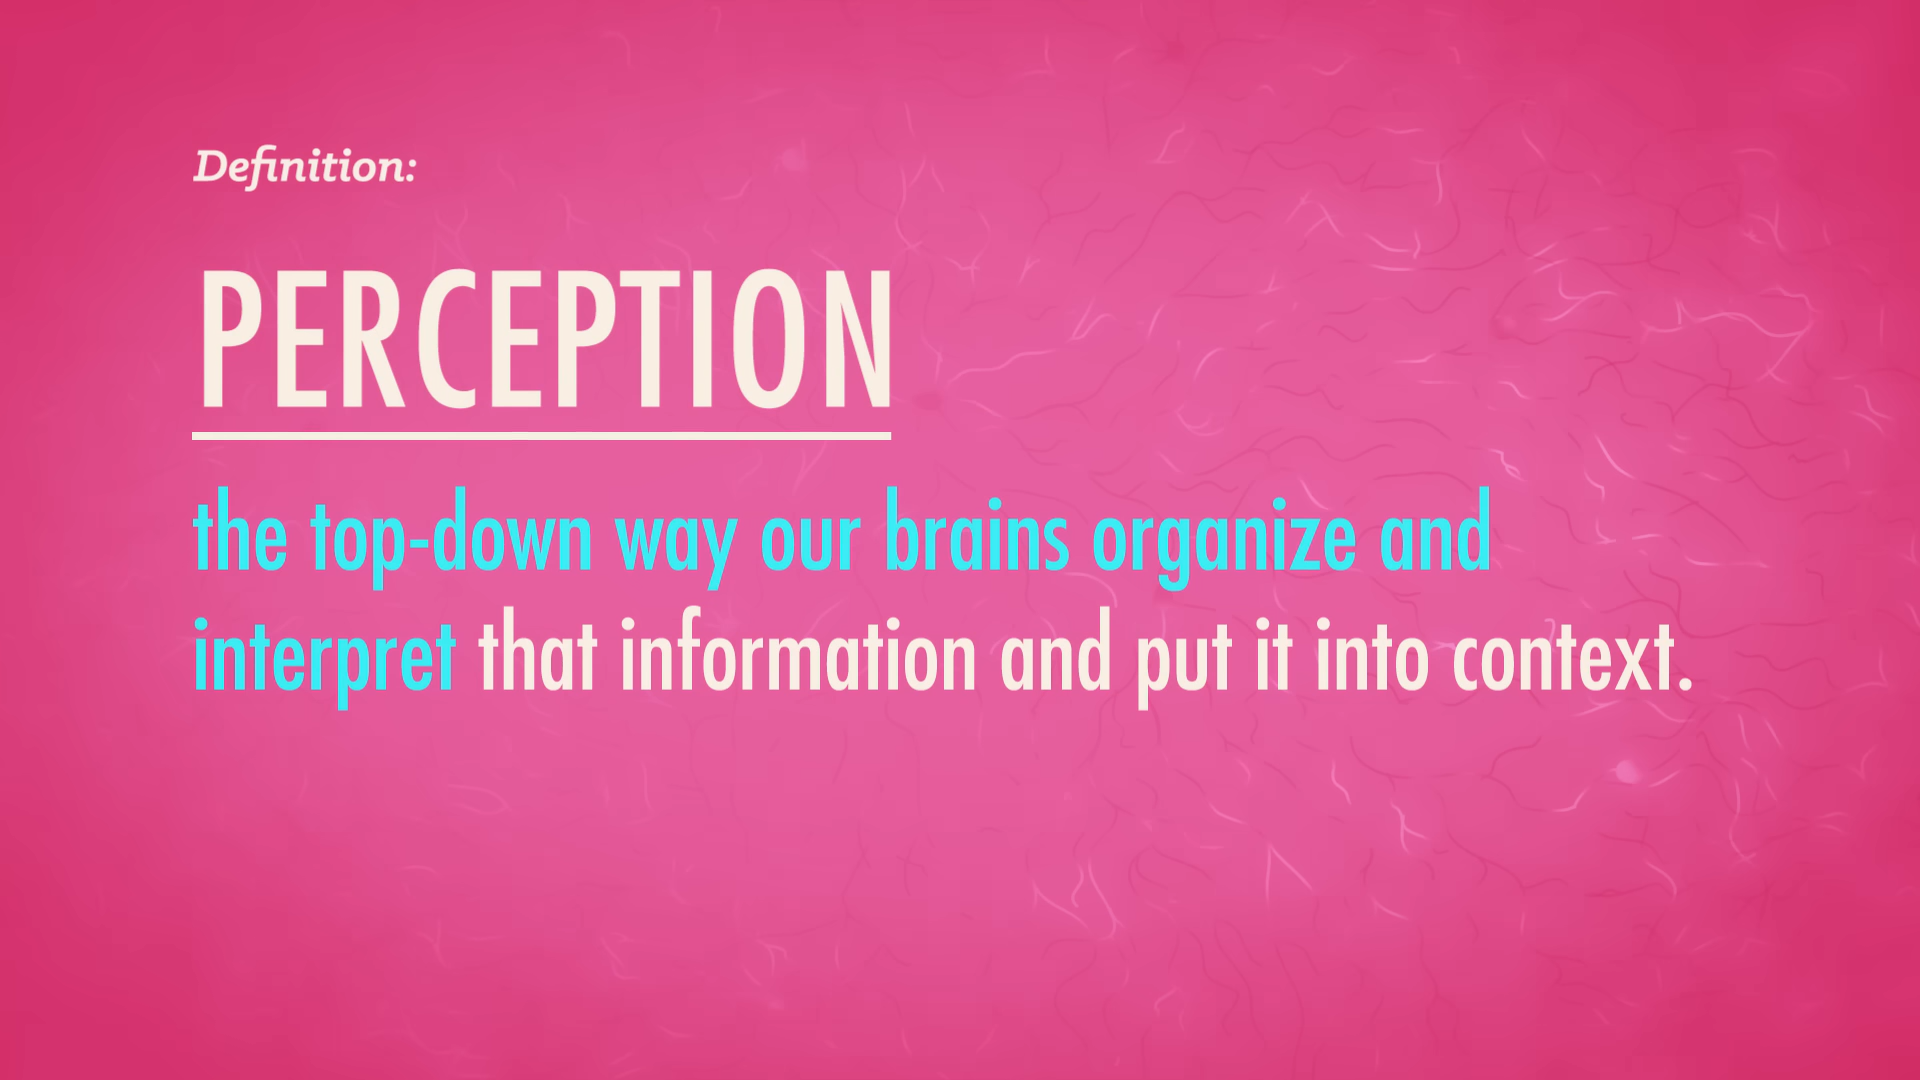 Definition:
PERCEPTION
the top-down way our brains organize and
interpret that information and put it into context.